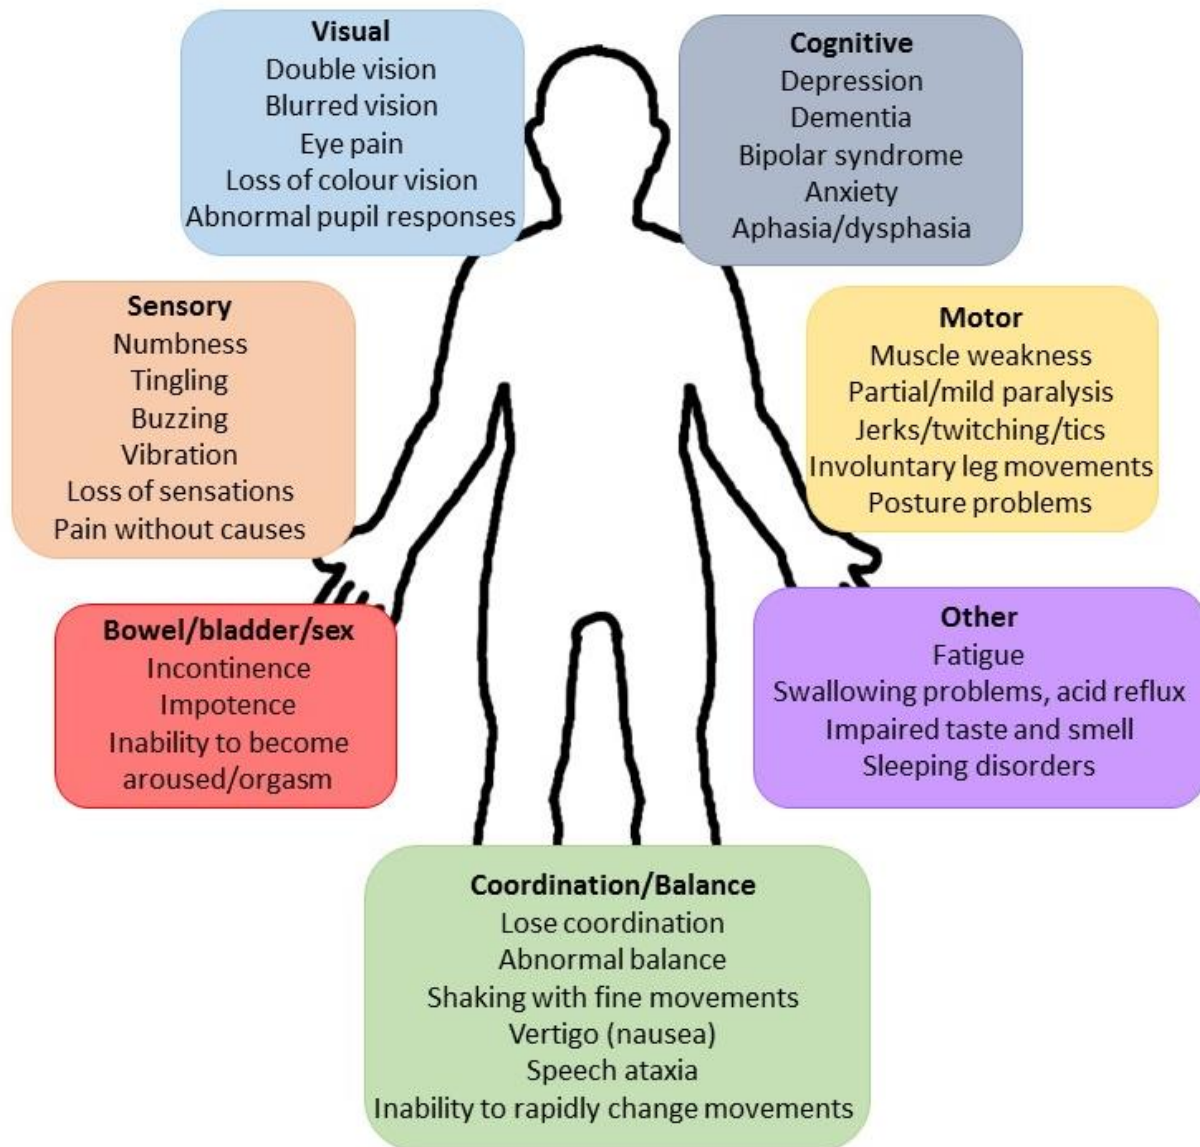 Visual
Double vision
Blurred vision
Eye pain
Loss of colour vision
Abnormal pupil responses
Cognitive
Depression
Dementia
Bipolar syndrome
Anxiety
Aphasia/dysphasia
Sensory
Numbness
Tingling
Buzzing
Vibration
Loss of sensations
Pain without causes
Motor
Muscle weakness
Partial/mild paralysis
Jerks/twitching/tics
Involuntary leg movements
Posture problems
Bowel/bladder/sex
Incontinence
Impotence
Inability to become
aroused/orgasm
Other
Fatigue
Swallowing problems, acid reflux
Impaired taste and smell
Sleeping disorders
Coordination/Balance
Lose coordination
Abnormal balance
Shaking with fine movements
Vertigo (nausea)
Speech ataxia
Inability to rapidly change movements